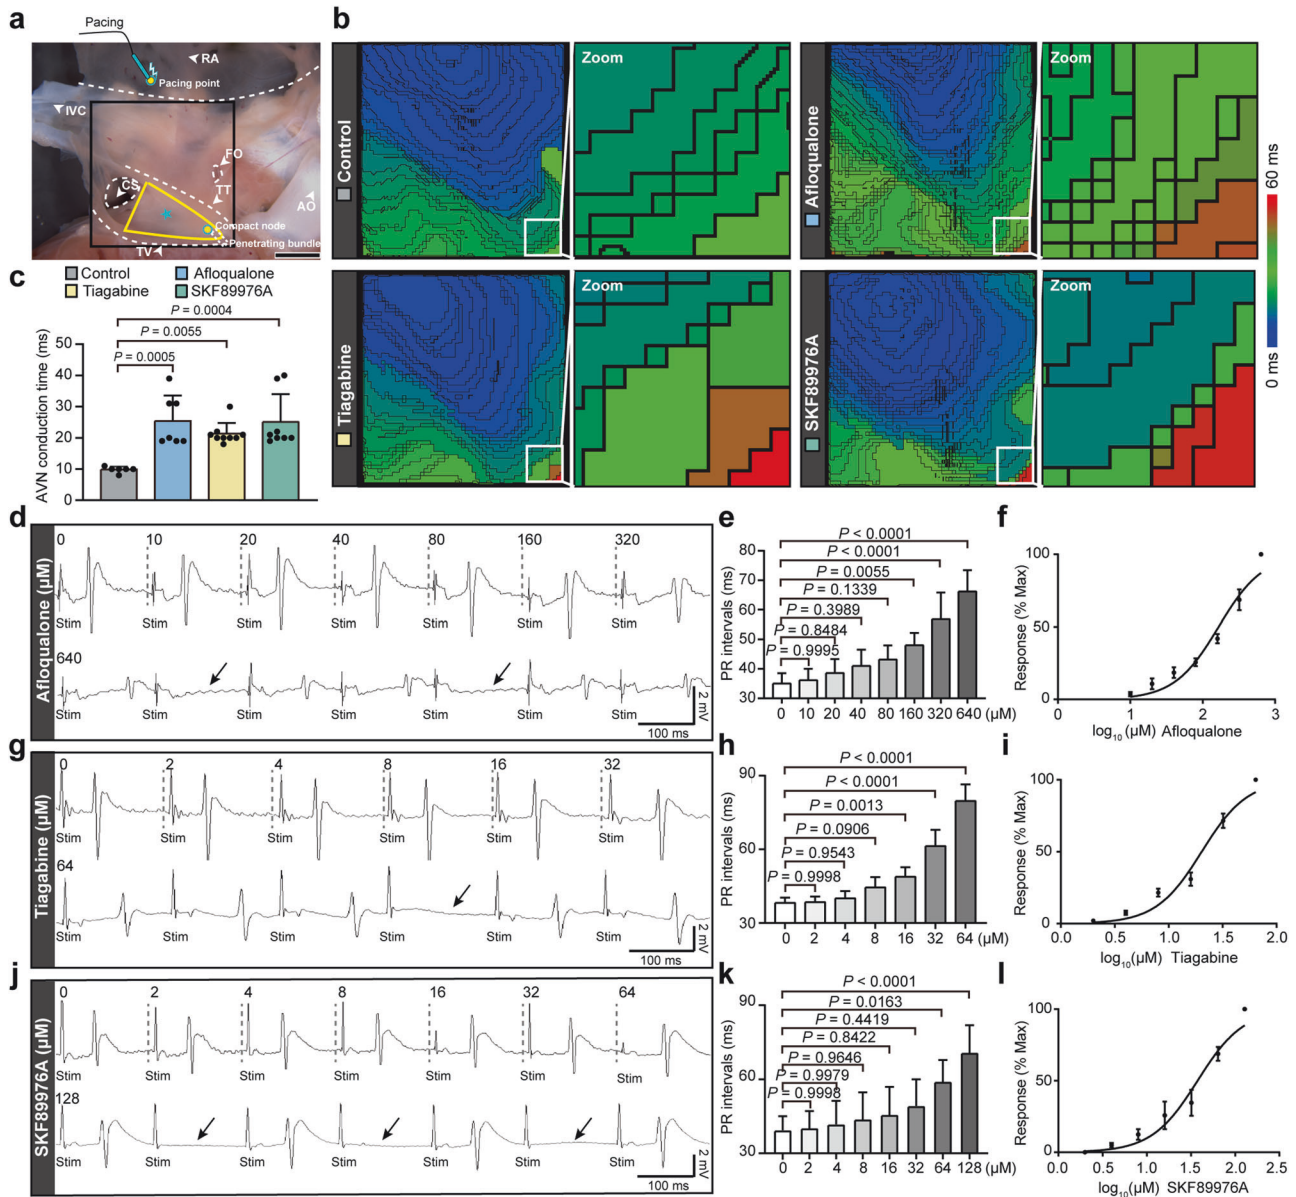 a
Pacing
RA
Pacing point
IVC
FO
CS
TT
AO
Compact node
Penetrating bundle
TV
b
Control
Zoom
Afloqualone
Zoom
60 ms
0 ms
Tiagabine
Zoom
SKF89976A
Zoom
c
Control
Afloqualone
Tiagabine
SKF89976A
P = 0.0004
P = 0.0055
P = 0.0005
AVN conduction time (ms)
50
40
30
20
10
0
d
Afloqualone (µM)
0 10 20 40 80 160 320
Stim Stim Stim Stim Stim Stim Stim
640
Stim Stim Stim Stim Stim Stim Stim
2 mV
100 ms
e
P < 0.0001
P < 0.0001
P = 0.0055
P = 0.1339
P = 0.3989
P = 0.8484
P = 0.9995
PR intervals (ms)
80
70
60
50
40
30
0 10 20 40 80 160 320 640 (µM)
f
Response (% Max)
100
50
0
0 1 2 3
log10(µM) Afloqualone
g
Tiagabine (µM)
0 2 4 8 16 32
Stim Stim Stim Stim Stim Stim
64
Stim Stim Stim Stim Stim Stim
2 mV
100 ms
h
P < 0.0001
P < 0.0001
P = 0.0013
P = 0.0906
P = 0.9543
P = 0.9998
PR intervals (ms)
90
60
30
0 2 4 8 16 32 64 (µM)
i
Response (% Max)
100
50
0
0.0 0.5 1.0 1.5 2.0
log10(µM) Tiagabine
j
SKF89976A (µM)
0 2 4 8 16 32 64
Stim Stim Stim Stim Stim Stim Stim
128
Stim Stim Stim Stim Stim Stim Stim
2 mV
100 ms
k
P < 0.0001
P = 0.0163
P = 0.4419
P = 0.8422
P = 0.9646
P = 0.9979
P = 0.9998
PR intervals (ms)
90
60
30
0 2 4 8 16 32 64 128 (µM)
l
Response (% Max)
100
50
0
0.0 0.5 1.0 1.5 2.0 2.5
log10(µM) SKF89976A